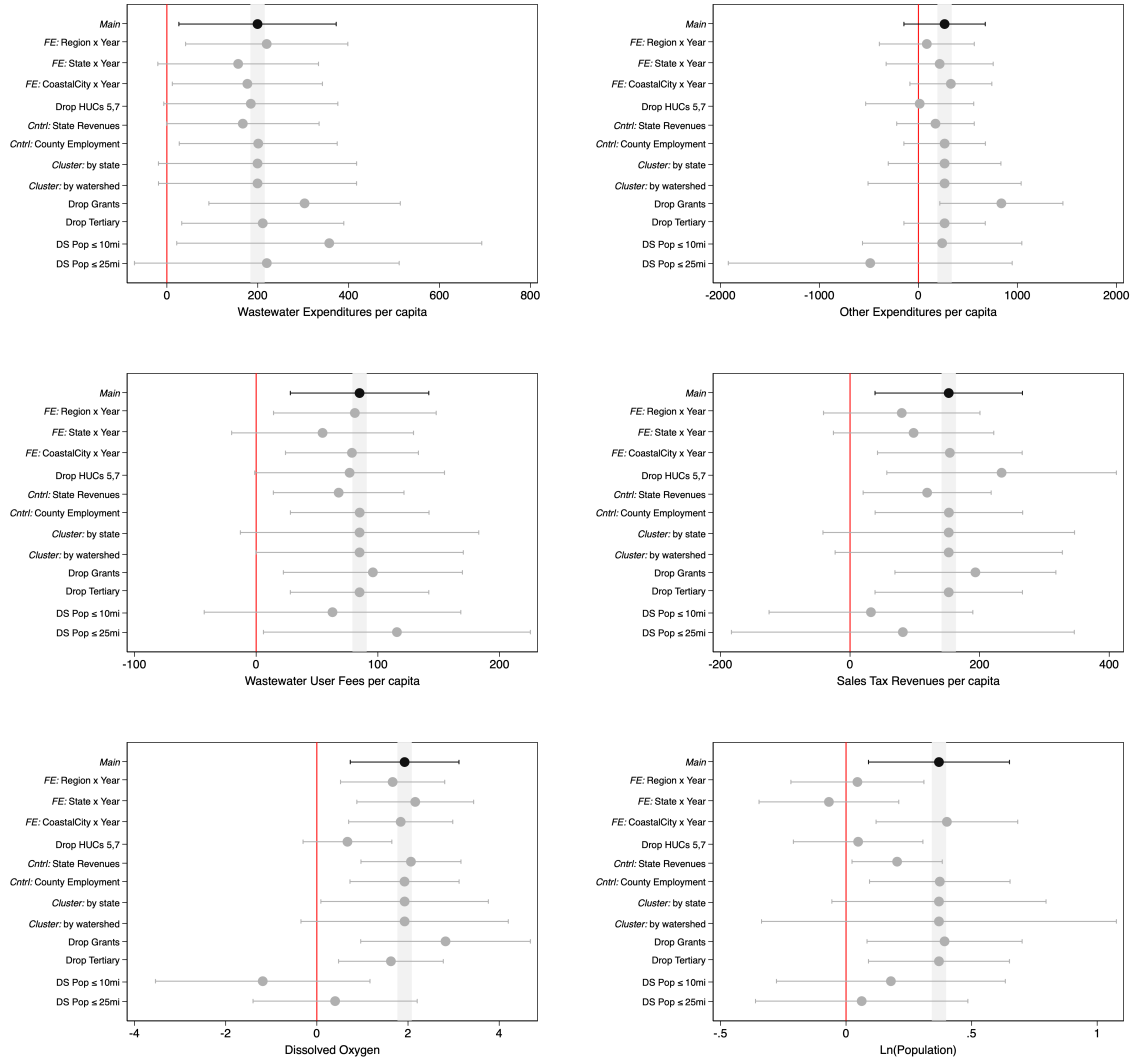 Main
FE: Region x Year
FE: State x Year
FE: CoastalCity x Year
Drop HUCs 5,7
Cntrl: State Revenues
Cntrl: County Employment
Cluster: by state
Cluster: by watershed
Drop Grants
Drop Tertiary
DS Pop ≤ 10mi
DS Pop ≤ 25mi
0 200 400 600 800
Wastewater Expenditures per capita
Main
FE: Region x Year
FE: State x Year
FE: CoastalCity x Year
Drop HUCs 5,7
Cntrl: State Revenues
Cntrl: County Employment
Cluster: by state
Cluster: by watershed
Drop Grants
Drop Tertiary
DS Pop ≤ 10mi
DS Pop ≤ 25mi
-2000 -1000 0 1000 2000
Other Expenditures per capita
Main
FE: Region x Year
FE: State x Year
FE: CoastalCity x Year
Drop HUCs 5,7
Cntrl: State Revenues
Cntrl: County Employment
Cluster: by state
Cluster: by watershed
Drop Grants
Drop Tertiary
DS Pop ≤ 10mi
DS Pop ≤ 25mi
-100 0 100 200
Wastewater User Fees per capita
Main
FE: Region x Year
FE: State x Year
FE: CoastalCity x Year
Drop HUCs 5,7
Cntrl: State Revenues
Cntrl: County Employment
Cluster: by state
Cluster: by watershed
Drop Grants
Drop Tertiary
DS Pop ≤ 10mi
DS Pop ≤ 25mi
-200 0 200 400
Sales Tax Revenues per capita
Main
FE: Region x Year
FE: State x Year
FE: CoastalCity x Year
Drop HUCs 5,7
Cntrl: State Revenues
Cntrl: County Employment
Cluster: by state
Cluster: by watershed
Drop Grants
Drop Tertiary
DS Pop ≤ 10mi
DS Pop ≤ 25mi
-4 -2 0 2 4
Dissolved Oxygen
Main
FE: Region x Year
FE: State x Year
FE: CoastalCity x Year
Drop HUCs 5,7
Cntrl: State Revenues
Cntrl: County Employment
Cluster: by state
Cluster: by watershed
Drop Grants
Drop Tertiary
DS Pop ≤ 10mi
DS Pop ≤ 25mi
-.5 0 .5 1
Ln(Population)